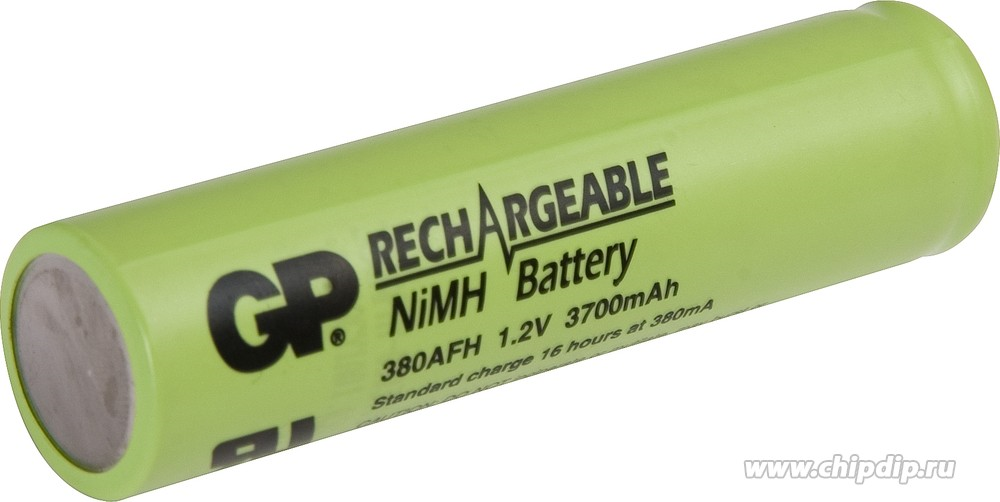 GP®
RECHARGEABLE
NiMH Battery
380AFH 1.2V 3700mAh
Standard charge 16 hours at 380mA
www.chipdip.ru